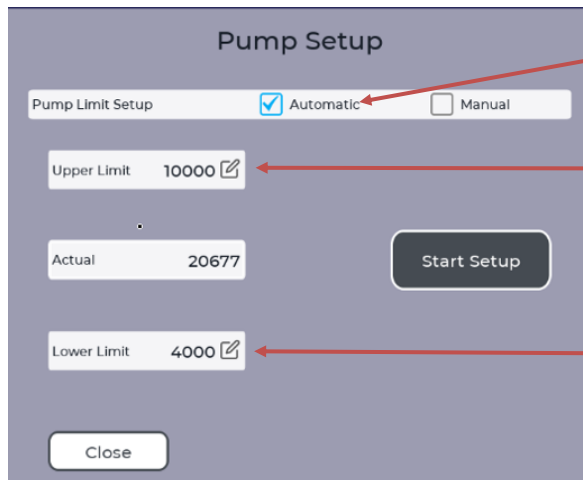 Pump Setup
Pump Limit Setup Automatic Manual
Upper Limit 10000
Actual 20677
Start Setup
Lower Limit 4000
Close